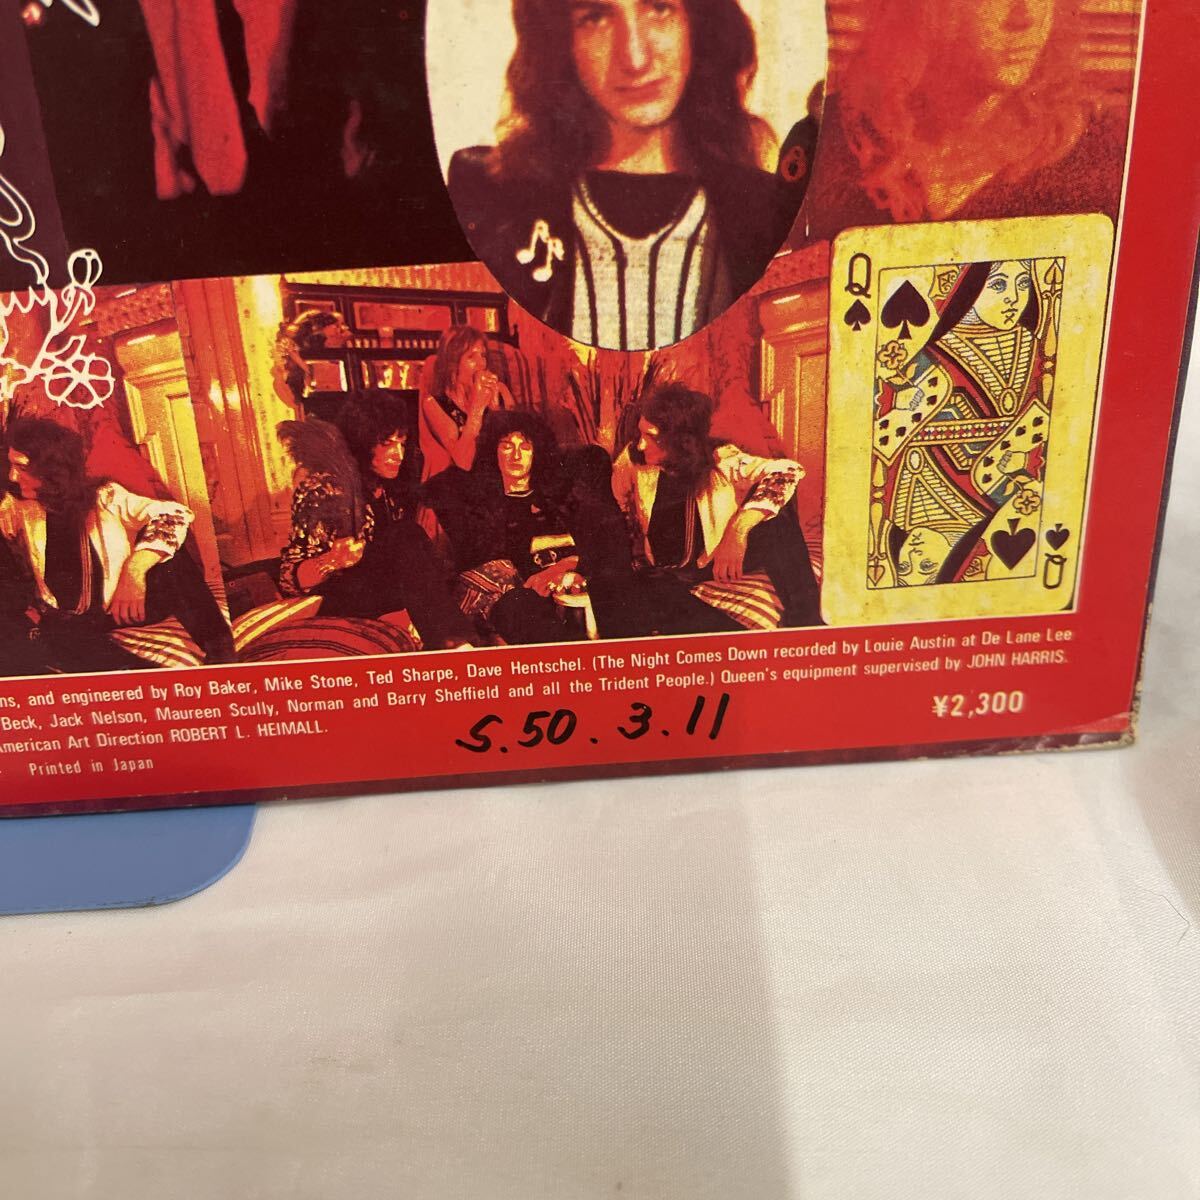 Q
Q
ns, and engineered by Roy Baker, Mike Stone, Ted Sharpe, Dave Hentschel. (The Night Comes Down recorded by Louie Austin at De Lane Lee
Beck, Jack Nelson, Maureen Scully, Norman and Barry Sheffield and all the Trident People.) Queen's equipment supervised by JOHN HARRIS.
American Art Direction ROBERT L. HEIMALL.
Printed in Japan
S.50.3.11
¥2,300